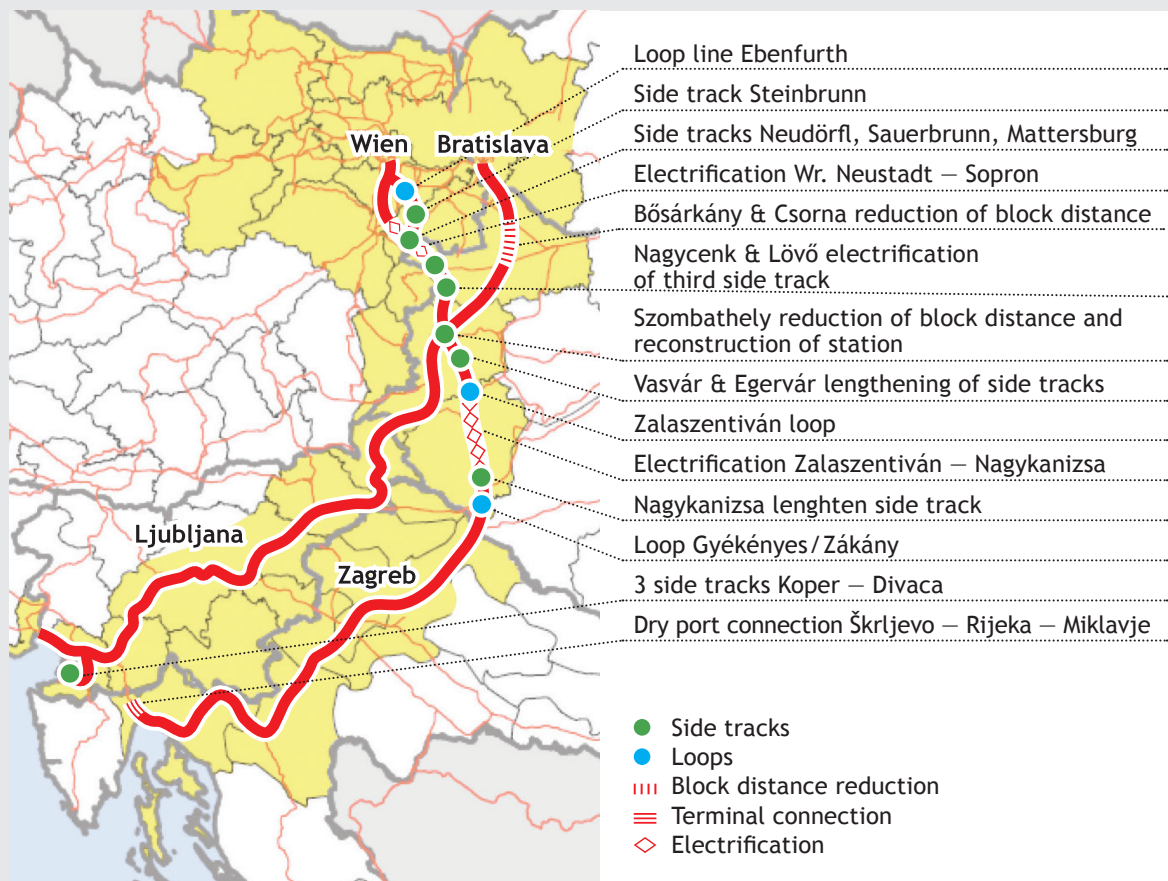 Wien
Bratislava
Ljubljana
Zagreb
Loop line Ebenfurth
Side track Steinbrunn
Side tracks Neudörfl, Sauerbrunn, Mattersburg
Electrification Wr. Neustadt — Sopron
Bősárkány & Csorna reduction of block distance
Nagycenk & Lövő electrification
of third side track
Szombathely reduction of block distance and
reconstruction of station
Vasvár & Egervár lengthening of side tracks
Zalaszentiván loop
Electrification Zalaszentiván — Nagykanizsa
Nagykanizsa lenghten side track
Loop Gyékényes/Zákány
3 side tracks Koper — Divaca
Dry port connection Škrljevo — Rijeka — Miklavje
Side tracks
Loops
Block distance reduction
Terminal connection
Electrification